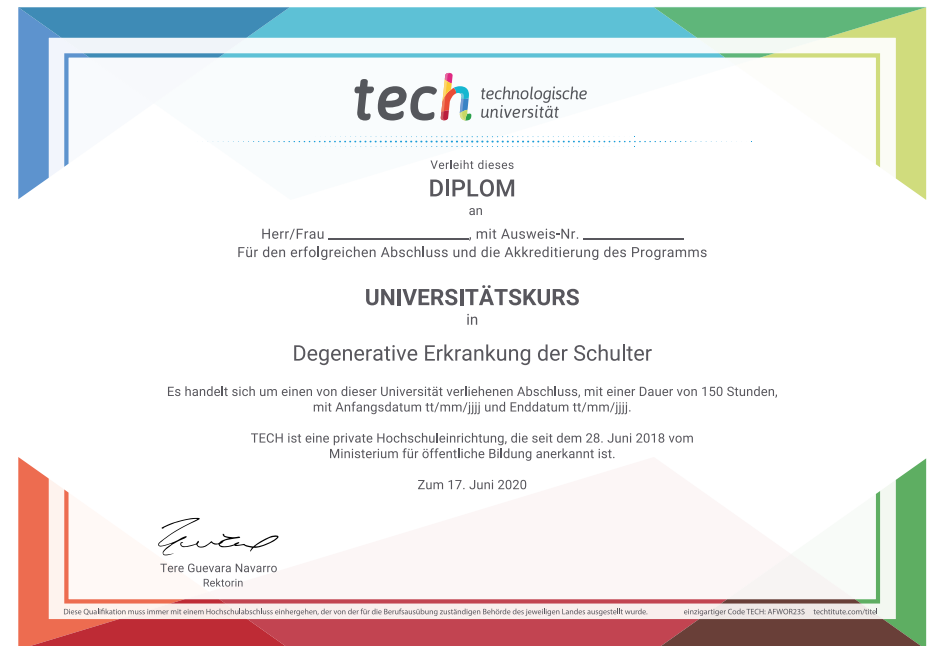 tech technologische
universität
Verleiht dieses
DIPLOM
an
Herr/Frau ____________________, mit Ausweis-Nr. ______________
Für den erfolgreichen Abschluss und die Akkreditierung des Programms
UNIVERSITÄTSKURS
in
Degenerative Erkrankung der Schulter
Es handelt sich um einen von dieser Universität verliehenen Abschluss, mit einer Dauer von 150 Stunden,
mit Anfangsdatum tt/mm/jjjj und Enddatum tt/mm/jjjj.
TECH ist eine private Hochschuleinrichtung, die seit dem 28. Juni 2018 vom
Ministerium für öffentliche Bildung anerkannt ist.
Zum 17. Juni 2020
Tere Guevara Navarro
Rektorin
Diese Qualifikation muss immer mit einem Hochschulabschluss einhergehen, der von der für die Berufsausübung zuständigen Behörde des jeweiligen Landes ausgestellt wurde. einzigartiger Code TECH: AFWOR235 techtitute.com/titel